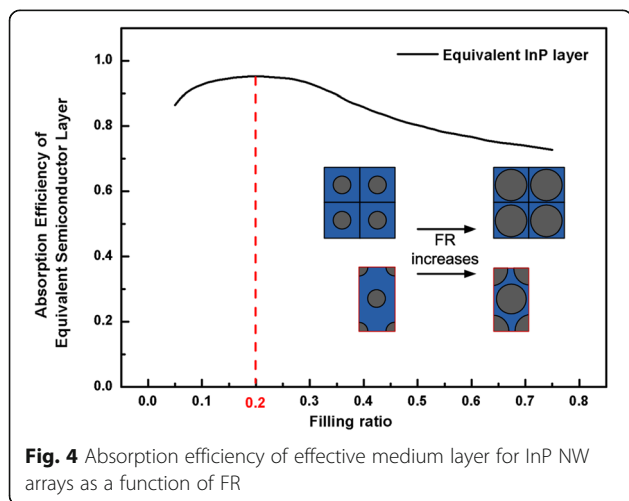 Equivalent InP layer
Absorption Efficiency of
Equivalent Semiconductor Layer
1.0
0.8
0.6
0.4
0.2
0.0
FR
increases
0.0 0.1 0.2 0.3 0.4 0.5 0.6 0.7 0.8
Filling ratio
Fig. 4 Absorption efficiency of effective medium layer for InP NW
arrays as a function of FR